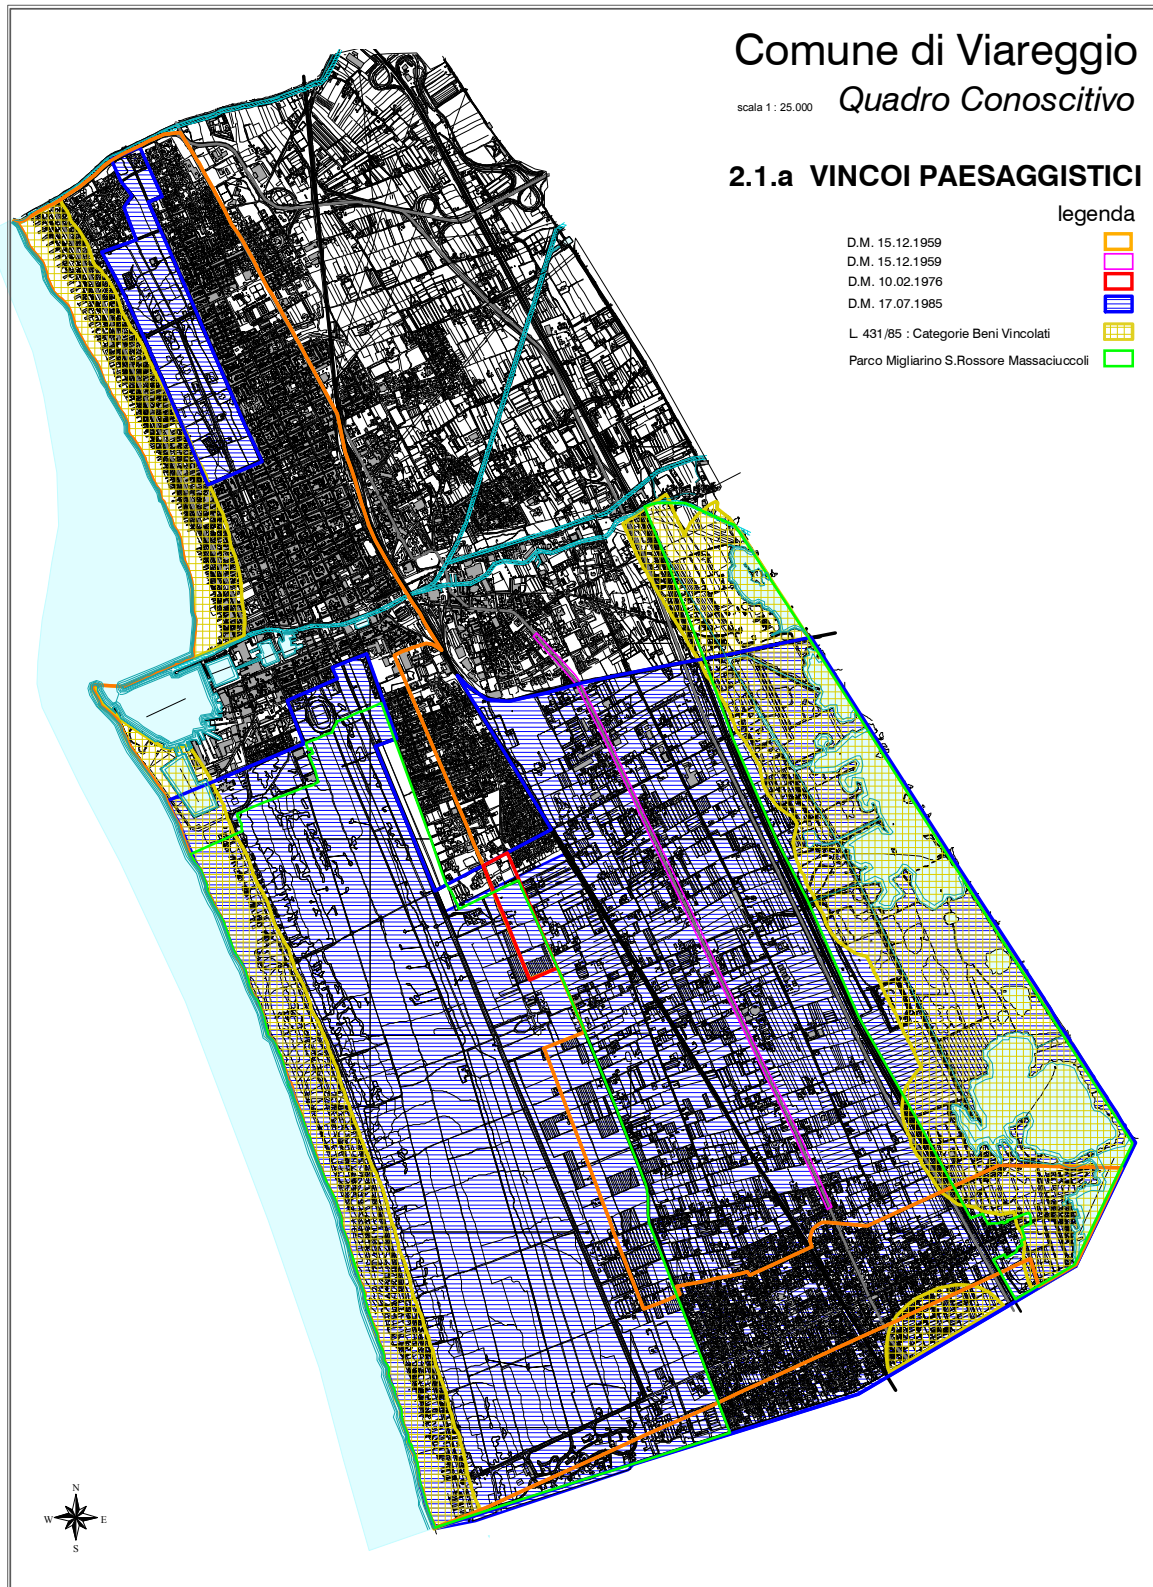 Comune di Viareggio
scala 1 : 25.000 Quadro Conoscitivo
2.1.a VINCOI PAESAGGISTICI
legenda
D.M. 15.12.1959
D.M. 15.12.1959
D.M. 10.02.1976
D.M. 17.07.1985
L 431/85 : Categorie Beni Vincolati
Parco Migliarino S.Rossore Massaciuccoli
N
W E
S